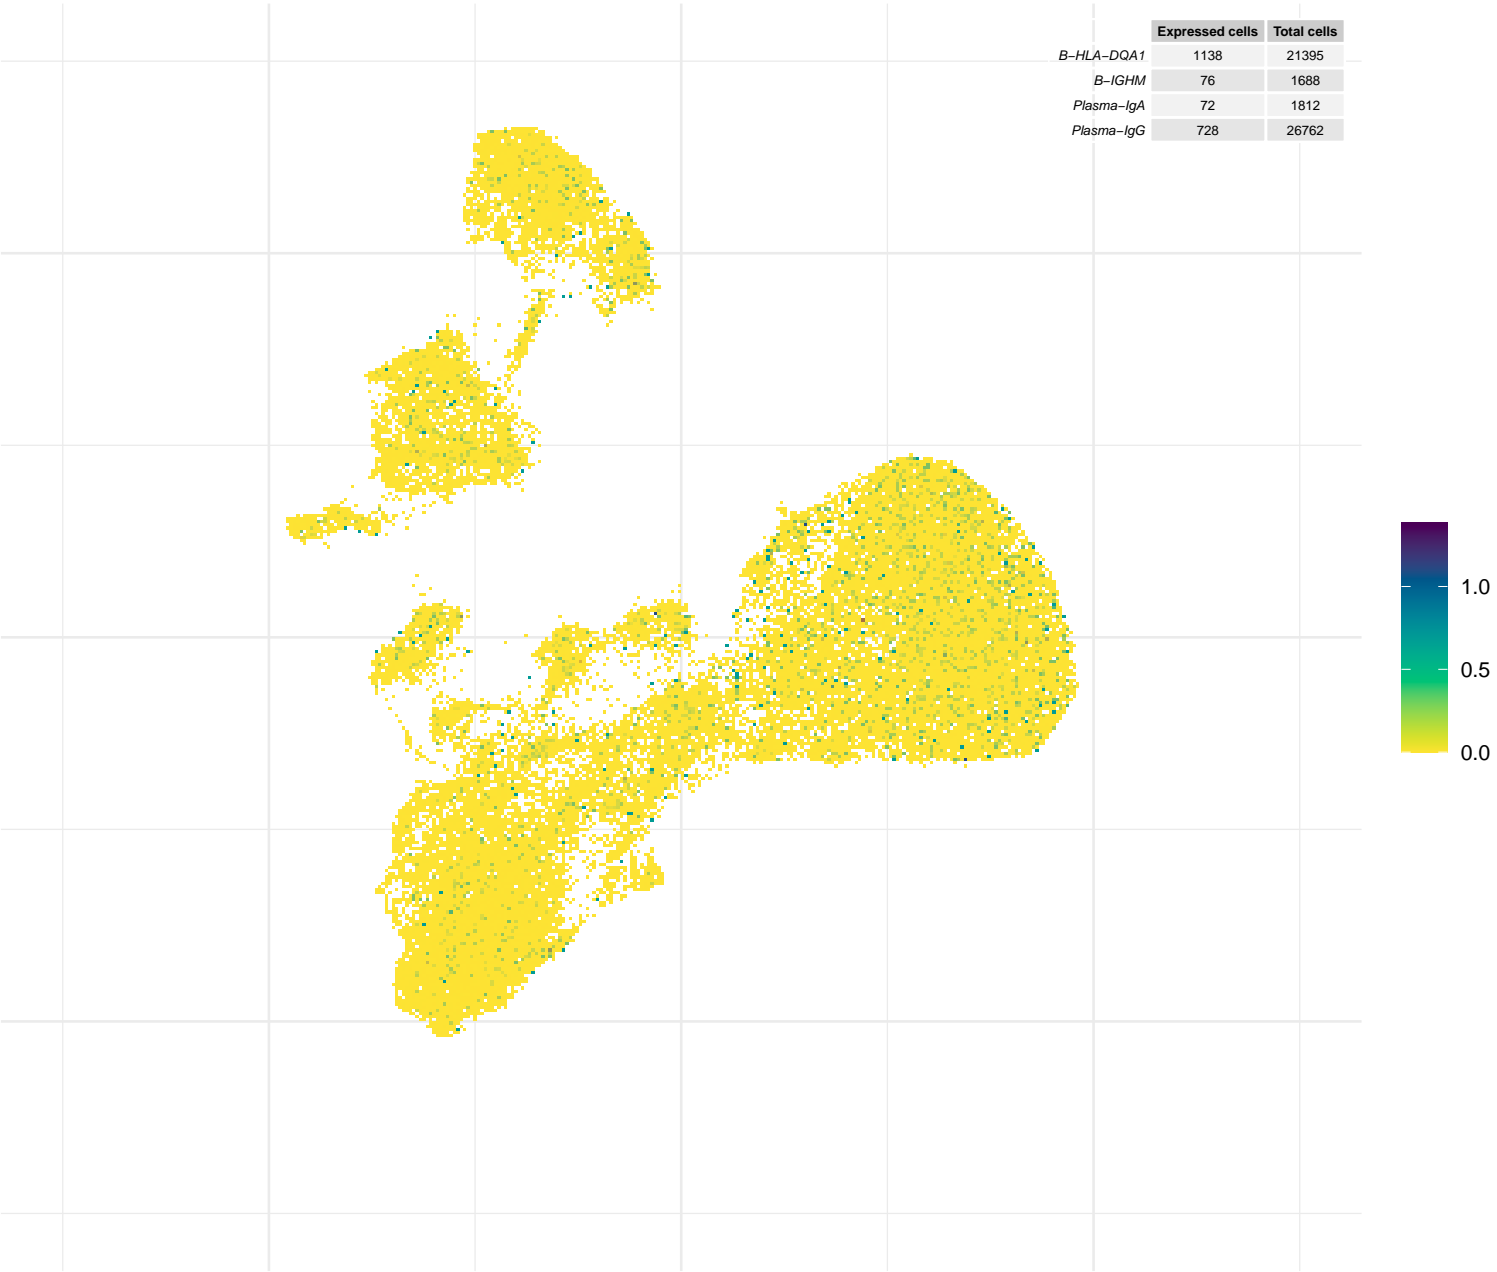 Expressed cells Total cells
B-HLA-DQA1 1138 21395
B-IGHM 76 1688
Plasma-IgA 72 1812
Plasma-IgG 728 26762
1.0
0.5
0.0